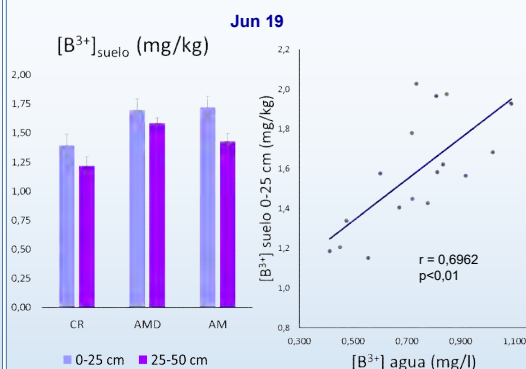 Jun 19
[B3+]suelo (mg/kg)
2,00
1,75
1,50
1,25
1,00
0,75
0,50
0,25
0,00
CR AMD AM
0-25 cm 25-50 cm
[B3+] suelo 0-25 cm (mg/kg)
2,2
2,0
1,8
1,6
1,4
1,2
1,0
0,8
r = 0,6962
p<0,01
0,300 0,500 0,700 0,900 1,100
[B3+] agua (mg/l)